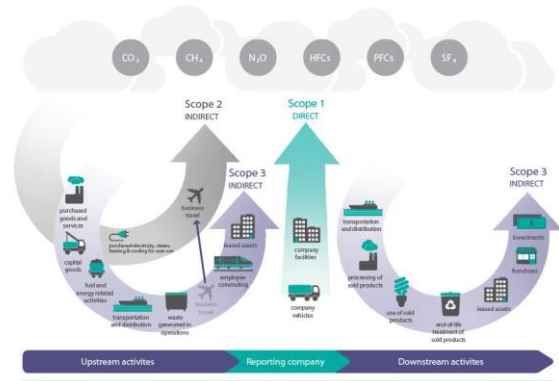 CO₂ CH₄ N₂O HFCs PFCs SF₆
Scope 2
INDIRECT
Scope 1
DIRECT
Scope 3
INDIRECT
Scope 3
INDIRECT
purchased
goods and
services
capital
goods
fuel and
energy related
activities
transportation
and distribution
waste
generated in
operations
business
travel
purchased electricity, steam,
heating & cooling for own use
business
travel
employee
commuting
leased assets
company
facilities
company
vehicles
transportation
and distribution
processing of
sold products
use of sold
products
end-of-life
treatment of
sold products
leased assets
franchises
investments
Upstream activites
Reporting company
Downstream activites